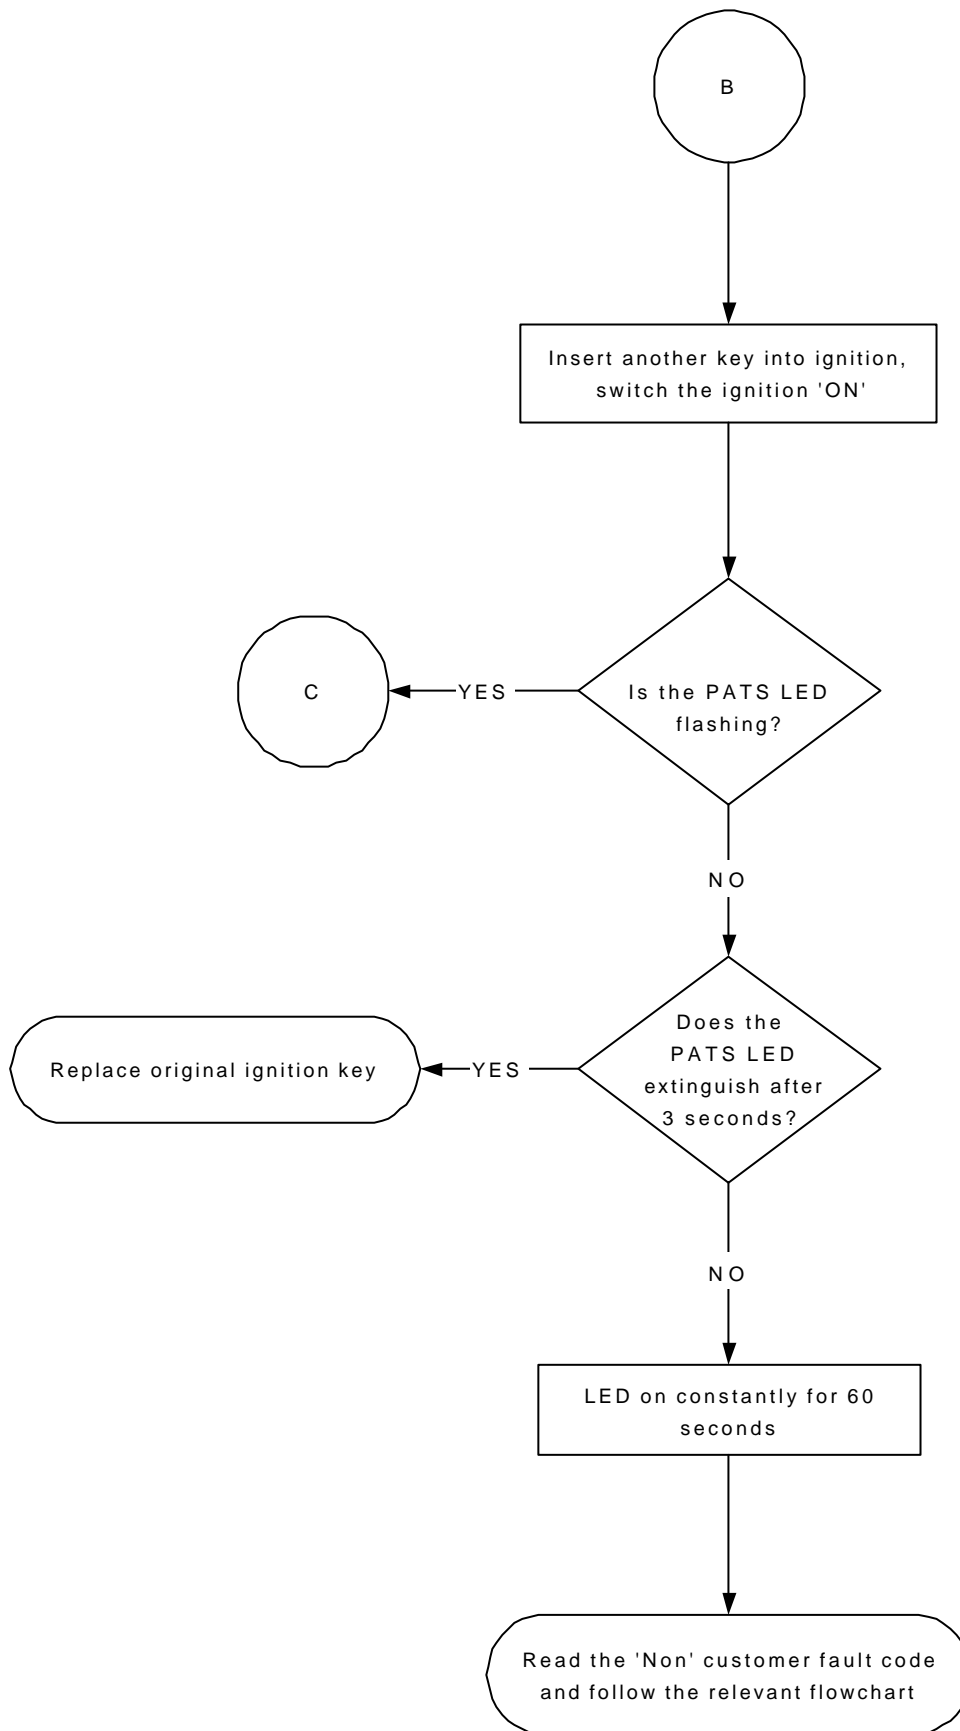 B
Insert another key into ignition,
switch the ignition 'ON'
C
YES
Is the PATS LED
flashing?
NO
Replace original ignition key
YES
Does the
PATS LED
extinguish after
3 seconds?
NO
LED on constantly for 60
seconds
Read the 'Non' customer fault code
and follow the relevant flowchart